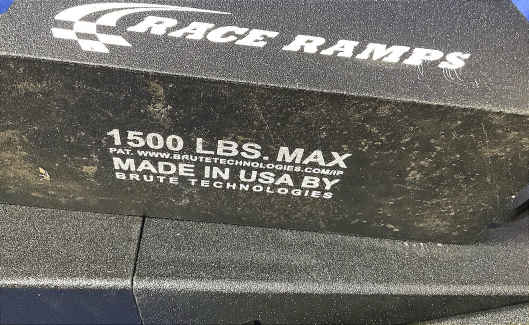 RACE RAMPS
1500 LBS. MAX
PAT. WWW.BRUTETECHNOLOGIES.COM/IP
MADE IN USA BY
BRUTE TECHNOLOGIES